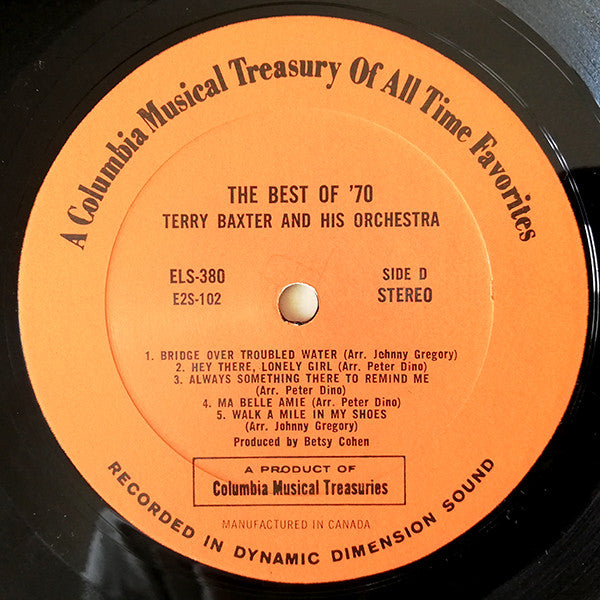 A Columbia Musical Treasury Of All Time Favorites
THE BEST OF '70
TERRY BAXTER AND HIS ORCHESTRA
ELS-380
E2S-102
SIDE D
STEREO
1. BRIDGE OVER TROUBLED WATER (Arr. Johnny Gregory)
2. HEY THERE, LONELY GIRL (Arr. Peter Dino)
3. ALWAYS SOMETHING THERE TO REMIND ME
(Arr. Peter Dino)
4. MA BELLE AMIE (Arr. Peter Dino)
5. WALK A MILE IN MY SHOES
(Arr. Johnny Gregory)
Produced by Betsy Cohen
A PRODUCT OF
Columbia Musical Treasuries
MANUFACTURED IN CANADA
RECORDED IN DYNAMIC DIMENSION SOUND